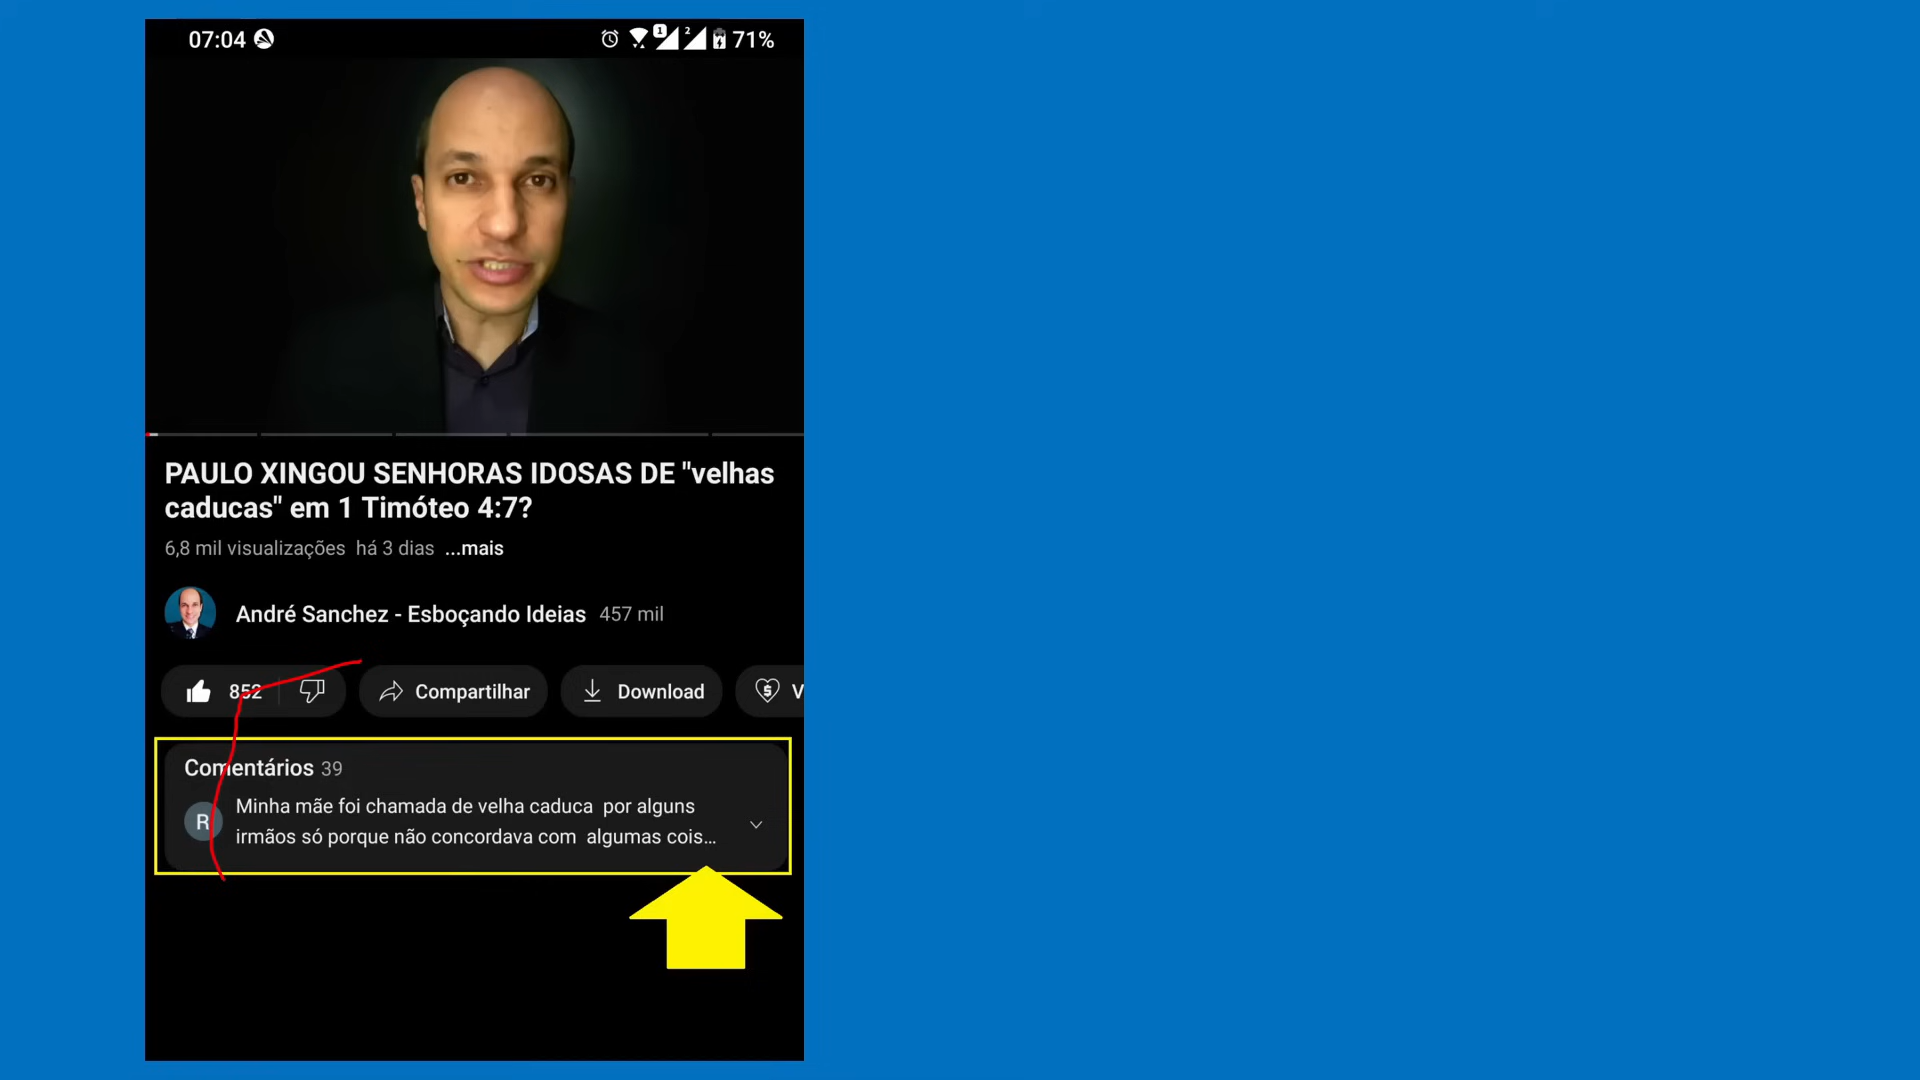 07:04
1 2 71%
PAULO XINGOU SENHORAS IDOSAS DE "velhas
caducas" em 1 Timóteo 4:7?
6,8 mil visualizações há 3 dias ...mais
André Sanchez - Esboçando Ideias 457 mil
852 Compartilhar Download V
Comentários 39
R
Minha mãe foi chamada de velha caduca por alguns
irmãos só porque não concordava com algumas cois...